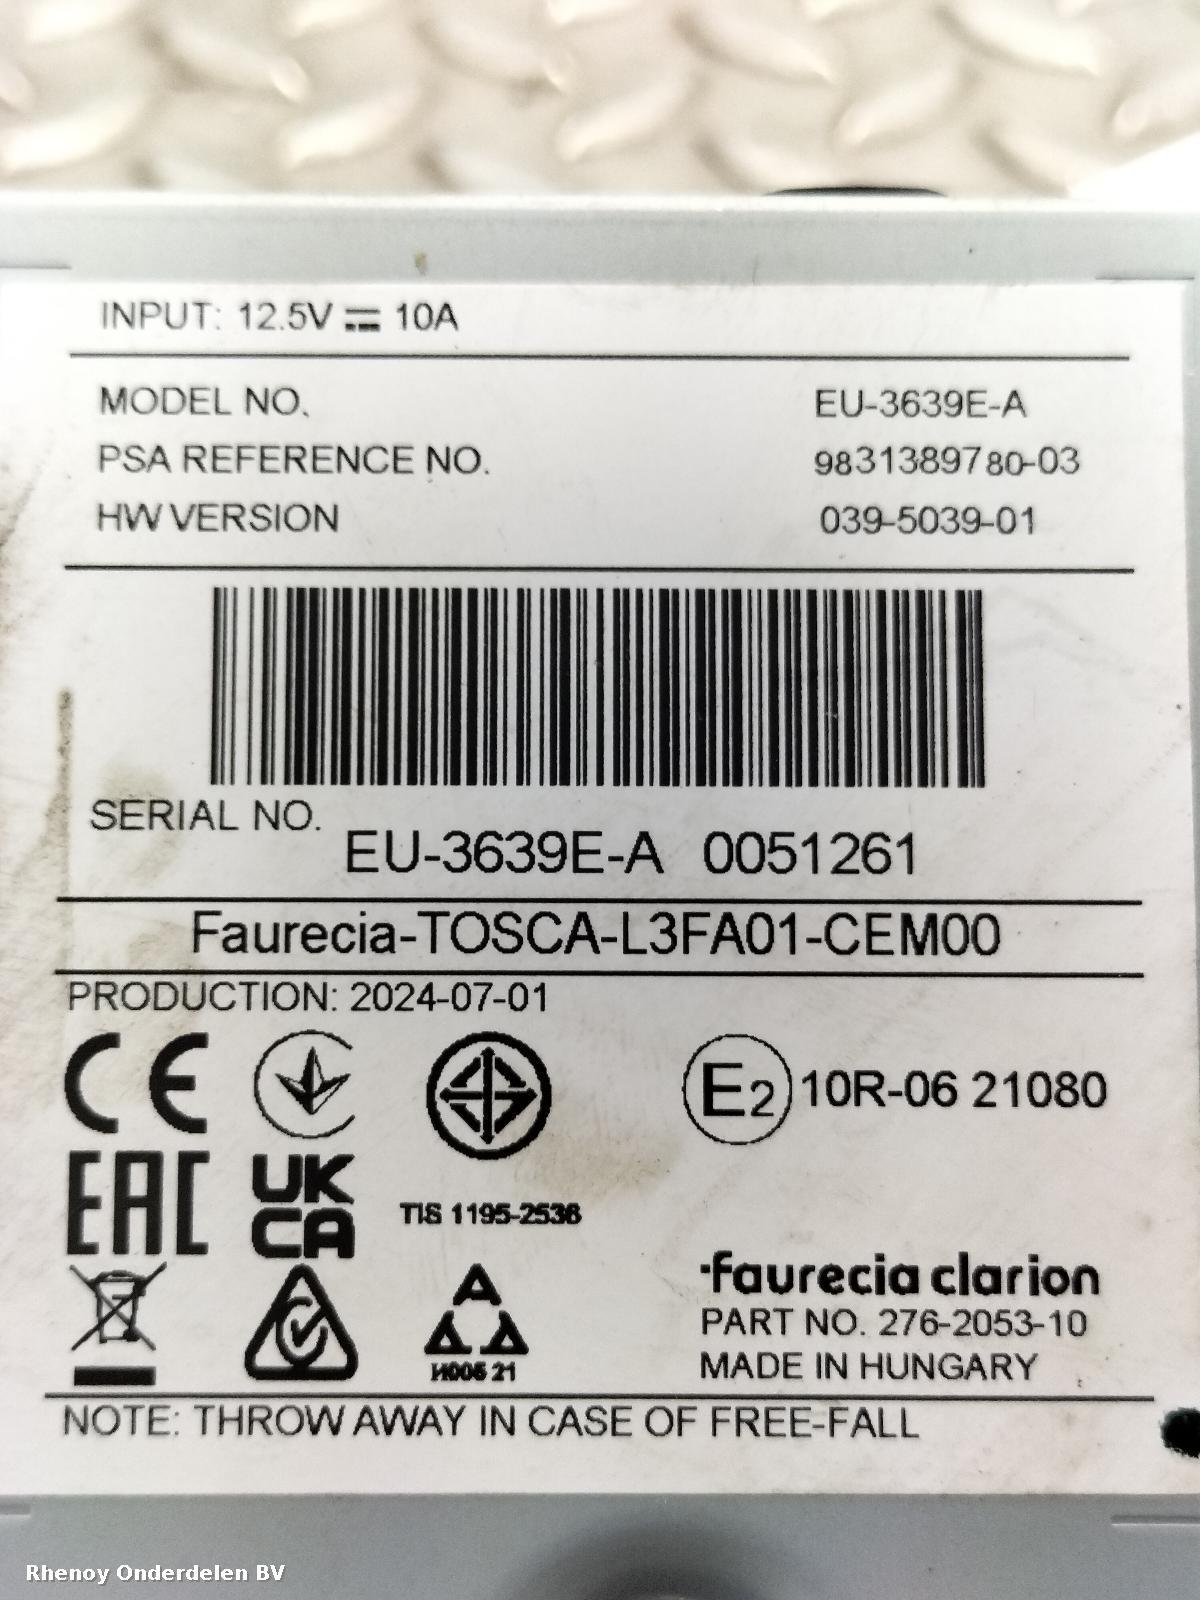 INPUT: 12.5V ⎓ 10A
MODEL NO. EU-3639E-A
PSA REFERENCE NO. 9831389780-03
HW VERSION 039-5039-01
SERIAL NO.
EU-3639E-A 0051261
Faurecia-TOSCA-L3FA01-CEM00
PRODUCTION: 2024-07-01
CE
E2 10R-06 21080
EAC
UK
CA
TIS 1195-2536
faurecia clarion
PART NO. 276-2053-10
И005 21
MADE IN HUNGARY
NOTE: THROW AWAY IN CASE OF FREE-FALL
Rhenoy Onderdelen BV